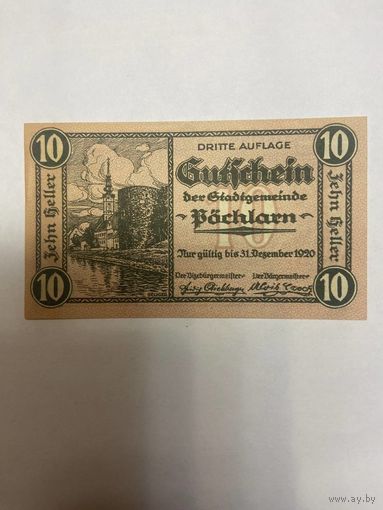 10
10
DRITTE AUFLAGE
Gutschein
der Stadtgemeinde
Pöchlarn
10
Nur gültig bis 31. Dezember 1920
Der Vizebürgermeister Der Bürgermeister
Zehn Heller
Zehn Heller
10
10
ay.by